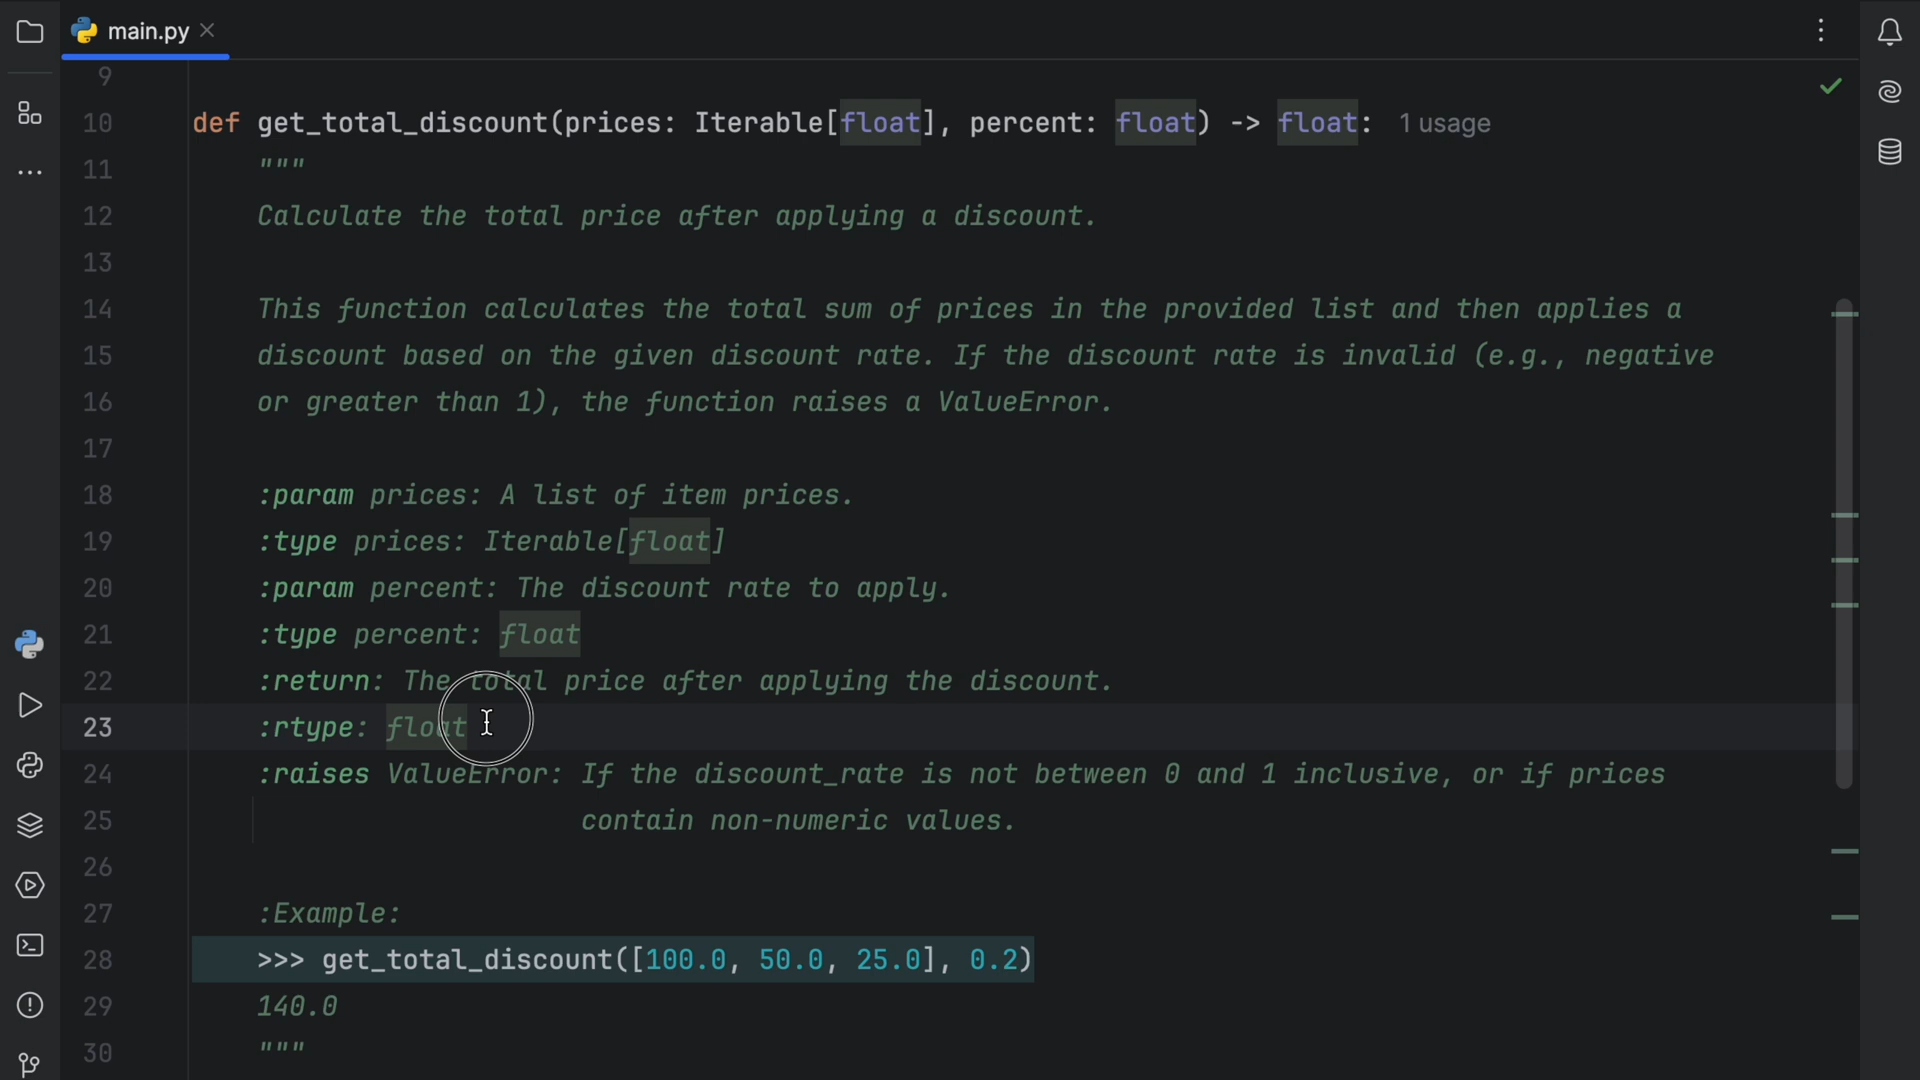 main.py
9
10 def get_total_discount(prices: Iterable[float], percent: float) -> float: 1 usage
11 """
12 Calculate the total price after applying a discount.
13
14 This function calculates the total sum of prices in the provided list and then applies a
15 discount based on the given discount rate. If the discount rate is invalid (e.g., negative
16 or greater than 1), the function raises a ValueError.
17
18 :param prices: A list of item prices.
19 :type prices: Iterable[float]
20 :param percent: The discount rate to apply.
21 :type percent: float
22 :return: The total price after applying the discount.
23 :rtype: float
24 :raises ValueError: If the discount_rate is not between 0 and 1 inclusive, or if prices
25 contain non-numeric values.
26
27 :Example:
28 >>> get_total_discount([100.0, 50.0, 25.0], 0.2)
29 140.0
30 """